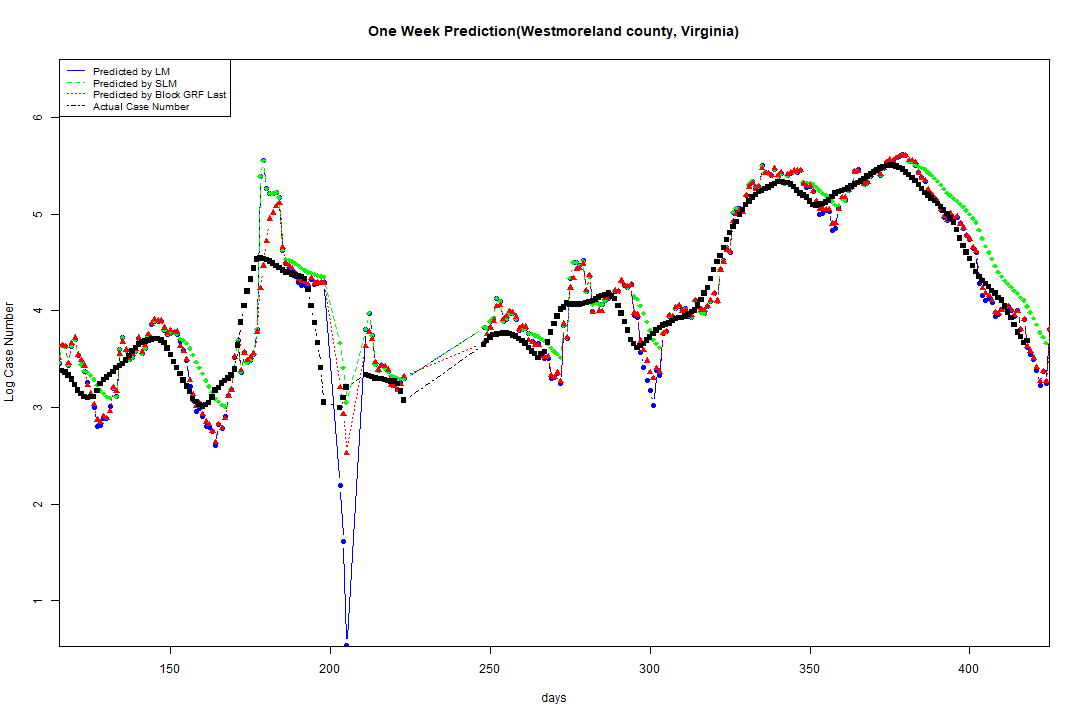 One Week Prediction(Westmoreland county, Virginia)
Predicted by LM
Predicted by SLM
Predicted by Block GRF Last
Actual Case Number
6
5
4
3
2
1
Log Case Number
150 200 250 300 350 400
days